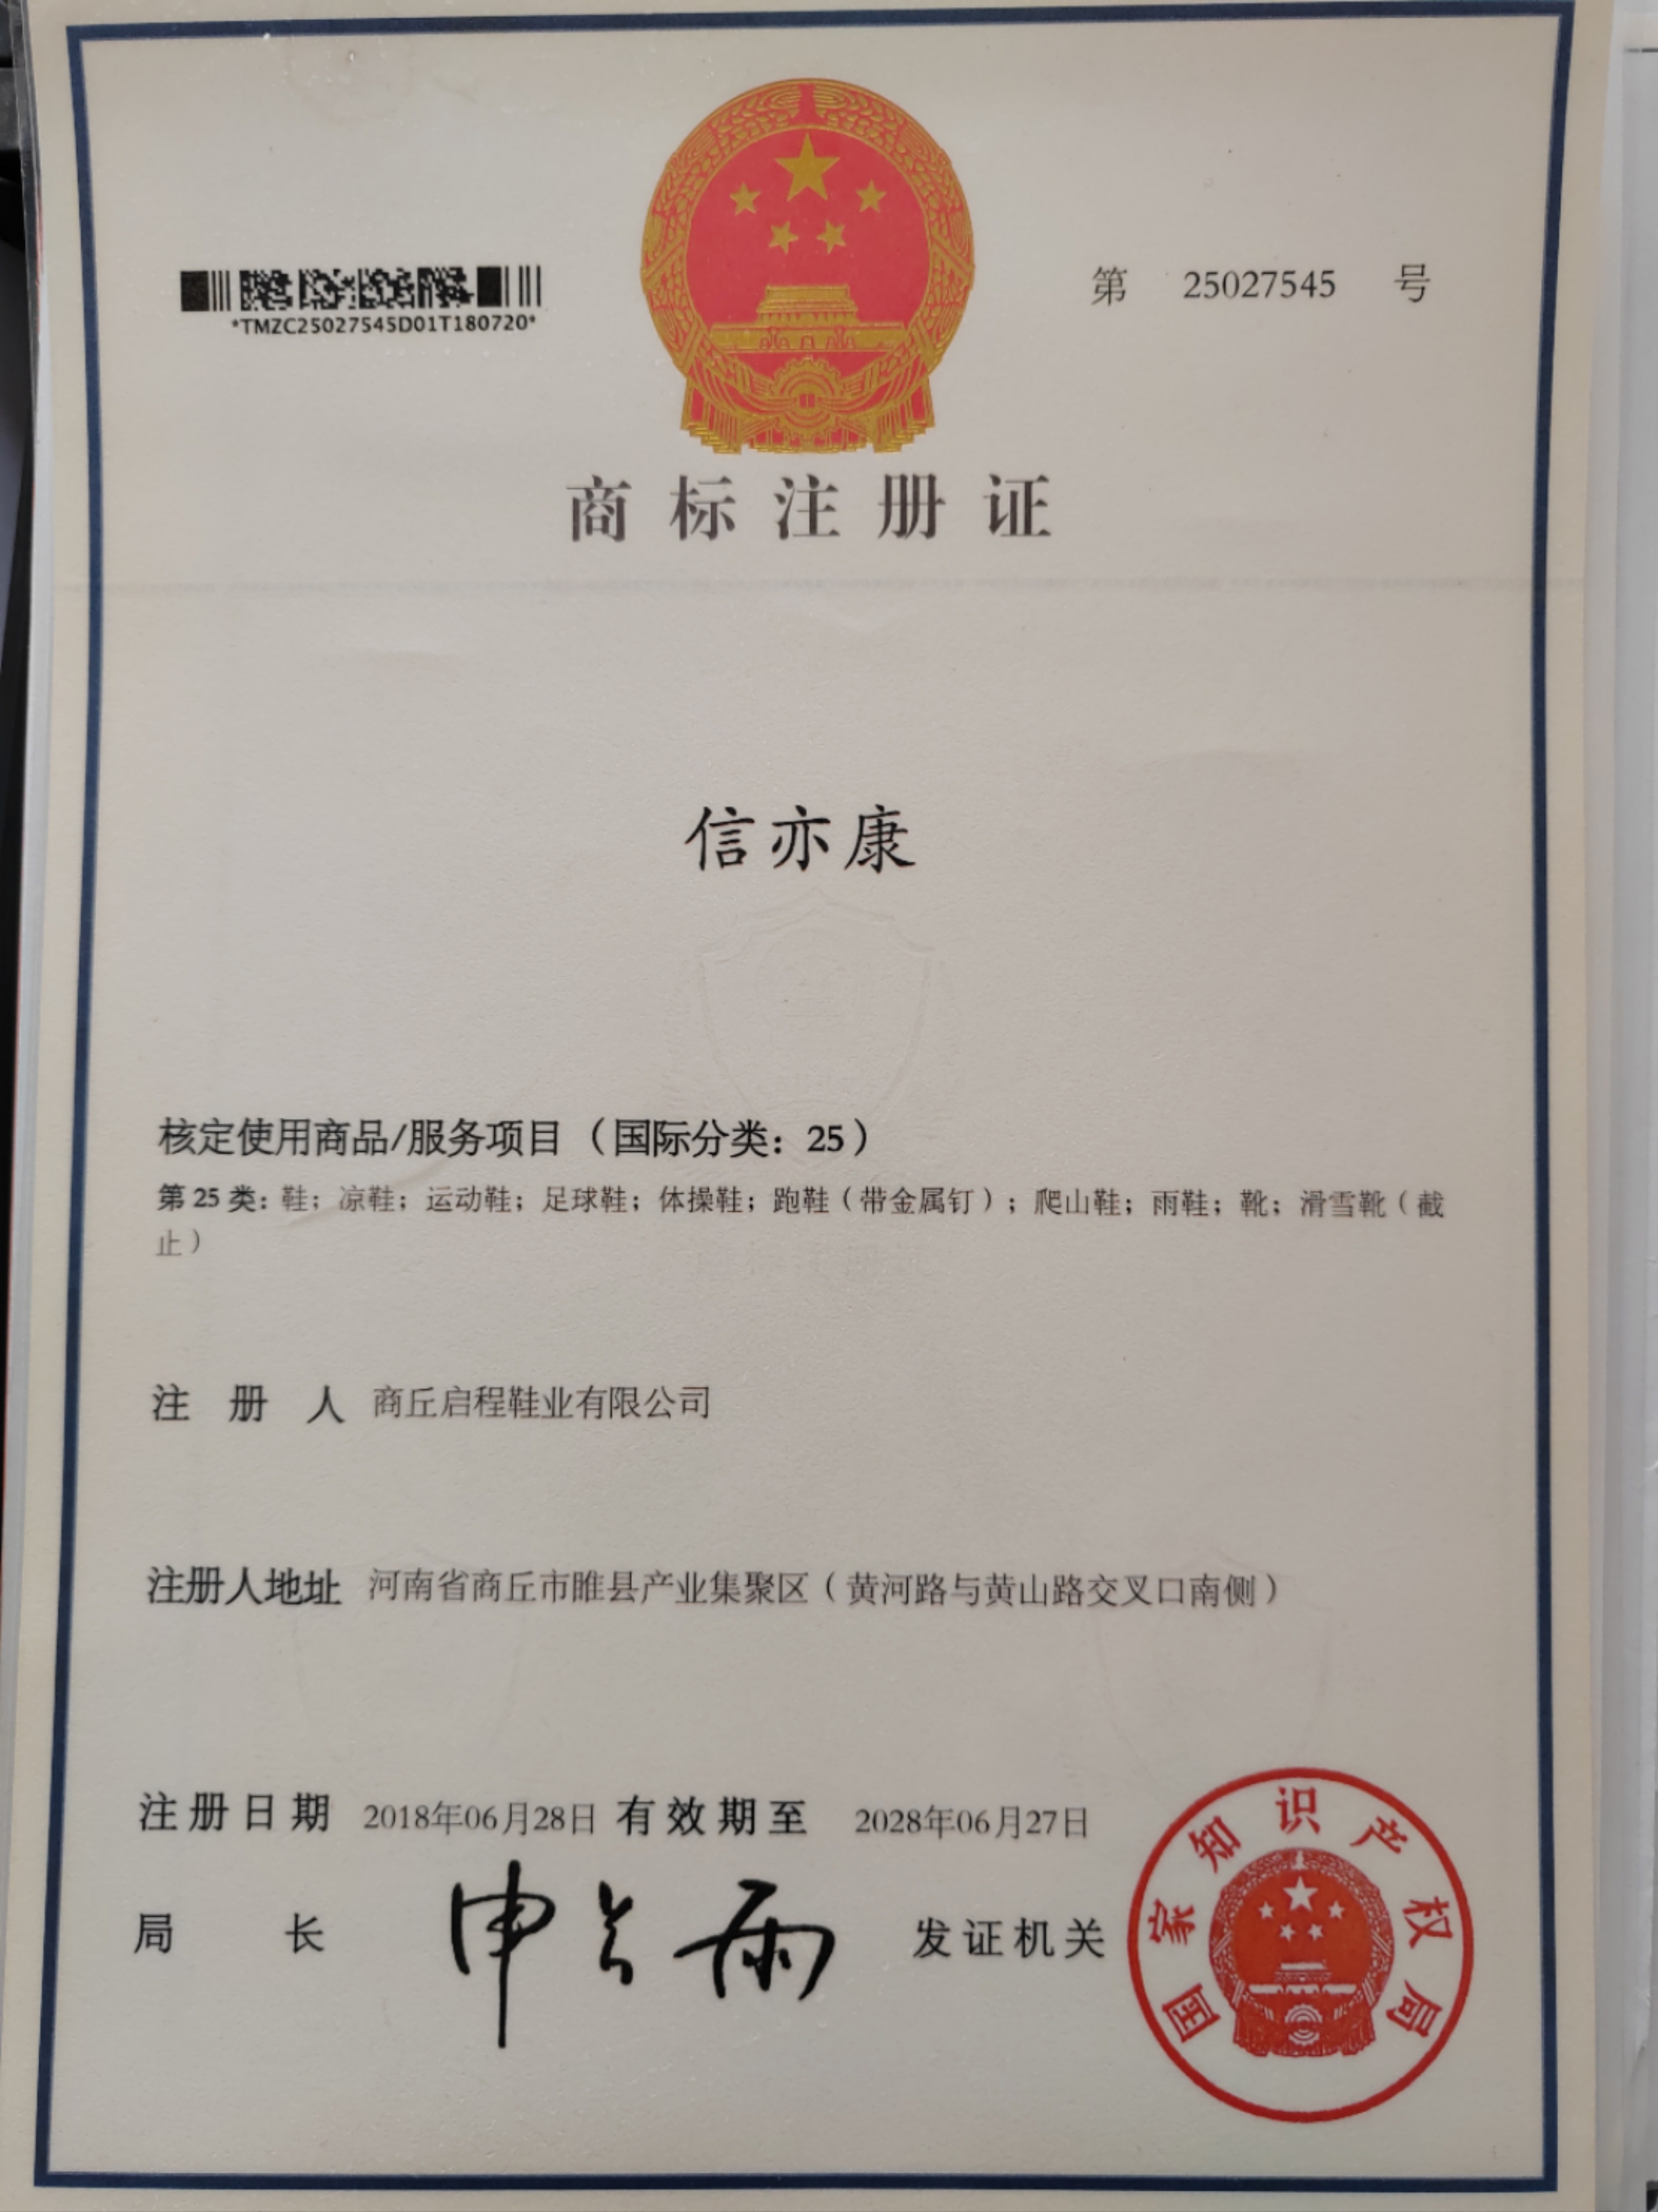 *TMZC25027545D01T180720*
第 25027545 号
商标注册证
信亦康
核定使用商品/服务项目（国际分类：25）
第25类：鞋；凉鞋；运动鞋；足球鞋；体操鞋；跑鞋（带金属钉）；爬山鞋；雨鞋；靴；滑雪靴（截
止）
注册人 商丘启程鞋业有限公司
注册人地址 河南省商丘市睢县产业集聚区（黄河路与黄山路交叉口南侧）
注册日期 2018年06月28日 有效期至 2028年06月27日
局长 申长雨 发证机关
国家知识产权局